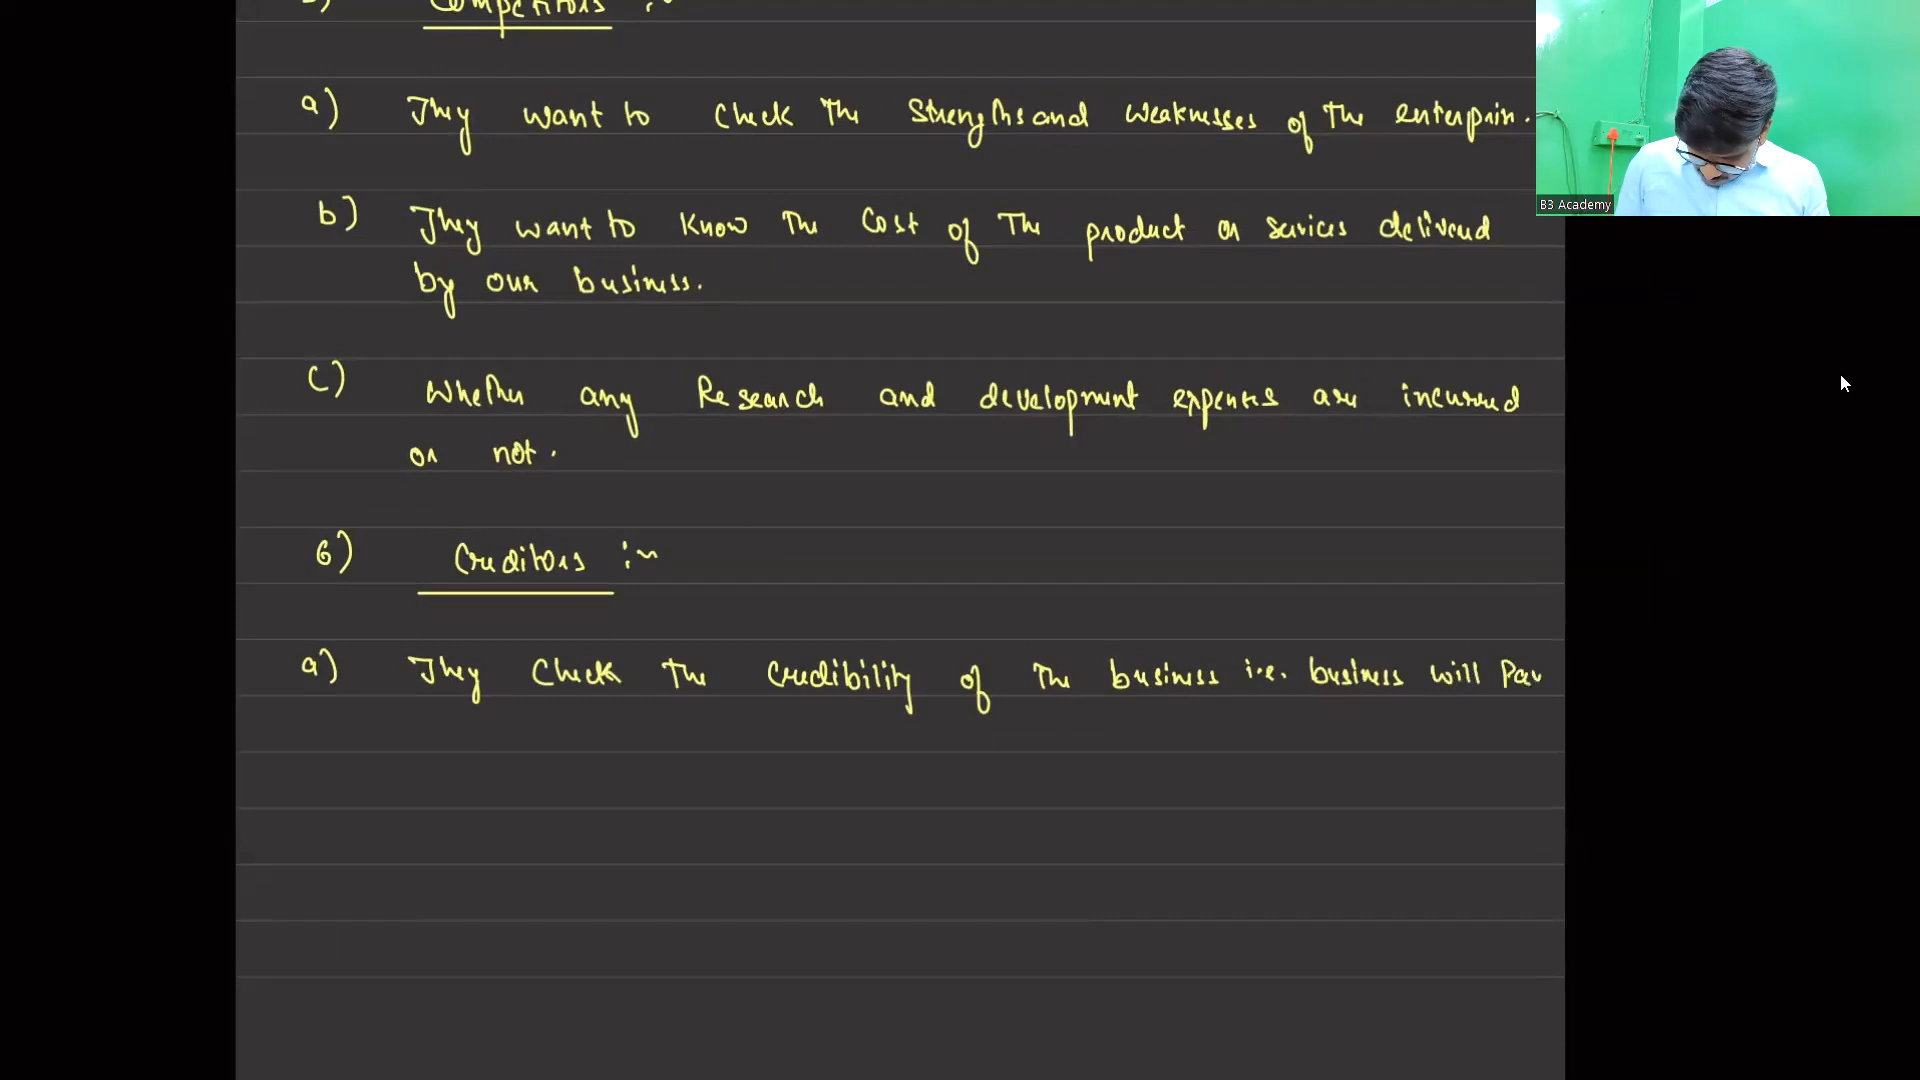 Competitors :-
a) They want to check the strengths and weaknesses of the enterprise.
b) They want to know the cost of the product or services delivered
by our business.
c) Whether any Research and development expenses are incurred
or not.
6) Creditors :-
a) They check the credibility of the business i.e. business will Pay
B3 Academy